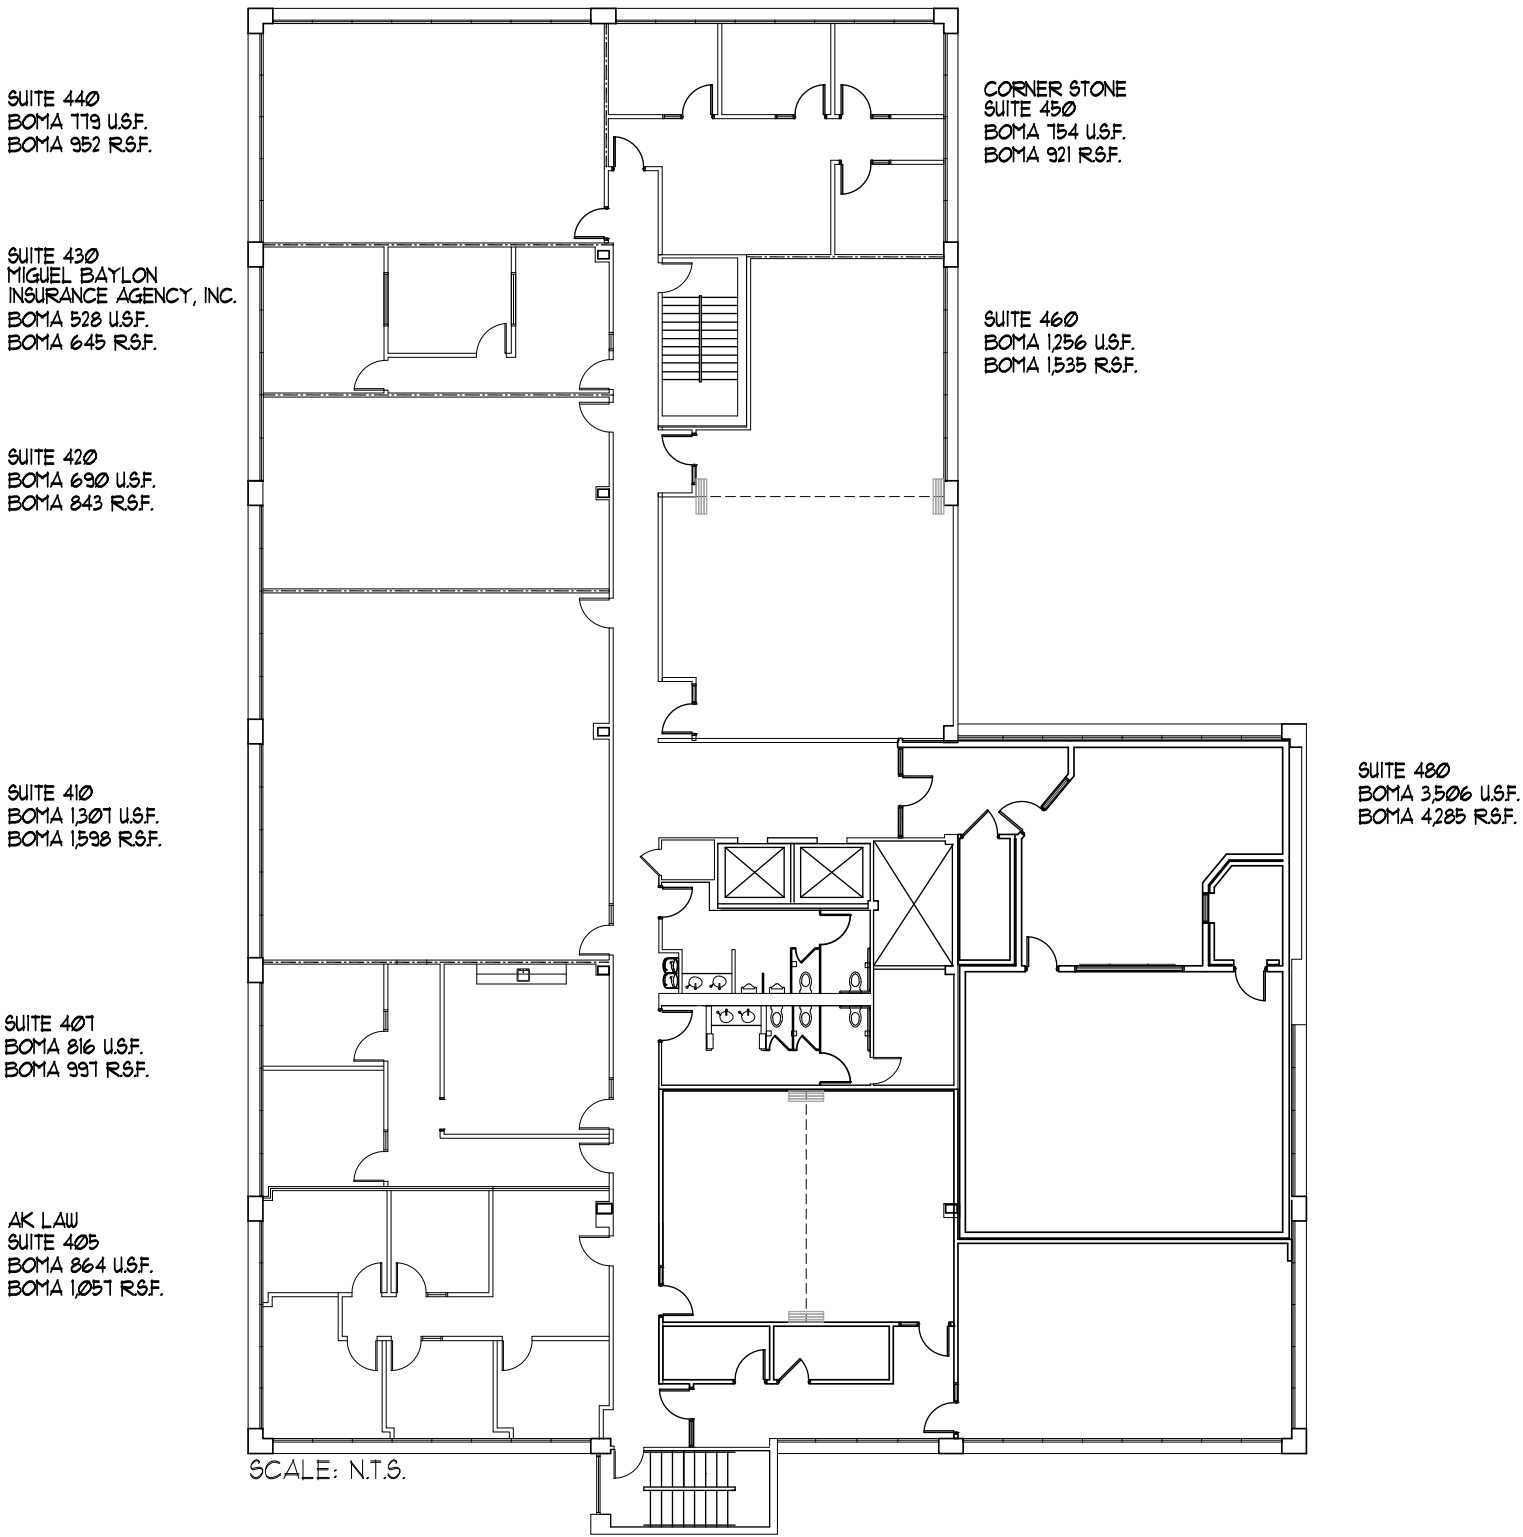 SUITE 440
BOMA 779 U.S.F.
BOMA 952 R.S.F.
SUITE 430
MIGUEL BAYLON
INSURANCE AGENCY, INC.
BOMA 528 U.S.F.
BOMA 645 R.S.F.
SUITE 420
BOMA 690 U.S.F.
BOMA 843 R.S.F.
SUITE 410
BOMA 1,307 U.S.F.
BOMA 1,598 R.S.F.
SUITE 407
BOMA 816 U.S.F.
BOMA 997 R.S.F.
AK LAW
SUITE 405
BOMA 864 U.S.F.
BOMA 1,057 R.S.F.
CORNER STONE
SUITE 450
BOMA 754 U.S.F.
BOMA 921 R.S.F.
SUITE 460
BOMA 1,256 U.S.F.
BOMA 1,535 R.S.F.
SUITE 480
BOMA 3,506 U.S.F.
BOMA 4,285 R.S.F.
SCALE: N.T.S.